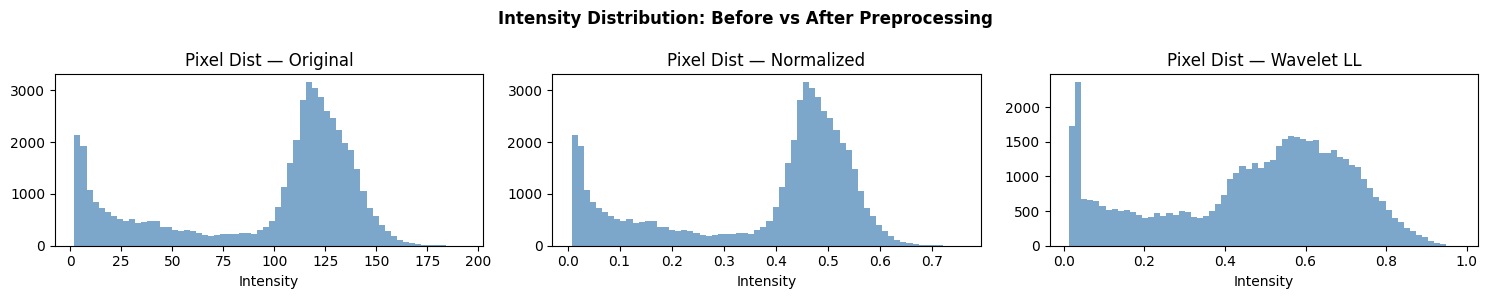 Intensity Distribution: Before vs After Preprocessing
Pixel Dist — Original
3000
2000
1000
0
0 25 50 75 100 125 150 175 200
Intensity
Pixel Dist — Normalized
3000
2000
1000
0
0.0 0.1 0.2 0.3 0.4 0.5 0.6 0.7
Intensity
Pixel Dist — Wavelet LL
2000
1500
1000
500
0
0.0 0.2 0.4 0.6 0.8 1.0
Intensity